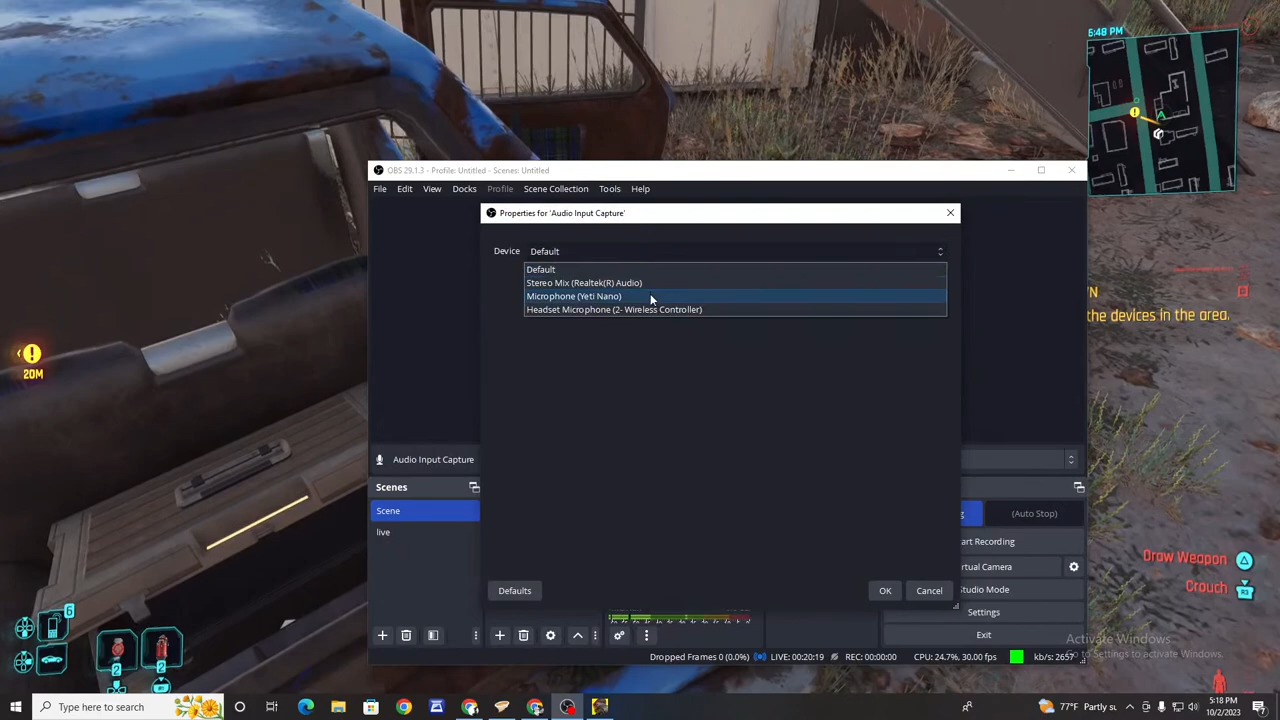 5:48 PM
OBS 29.1.3 - Profile: Untitled - Scenes: Untitled
File Edit View Docks Profile Scene Collection Tools Help
Properties for 'Audio Input Capture'
Device Default
Default
Stereo Mix (Realtek(R) Audio)
Microphone (Yeti Nano)
Headset Microphone (2- Wireless Controller)
the devices in the area.
20M
Audio Input Capture
Scenes
Scene
live
(Auto Stop)
art Recording
irtual Camera
Studio Mode
Settings
Exit
Defaults
OK
Cancel
Draw Weapon
Crouch
R3
6
2
2
Dropped Frames 0 (0.0%) LIVE: 00:20:19 REC: 00:00:00 CPU: 24.7%, 30.00 fps kb/s: 2657
Activate Windows
Go to Settings to activate Windows.
Type here to search
77°F Partly su
5:18 PM
10/2/2023